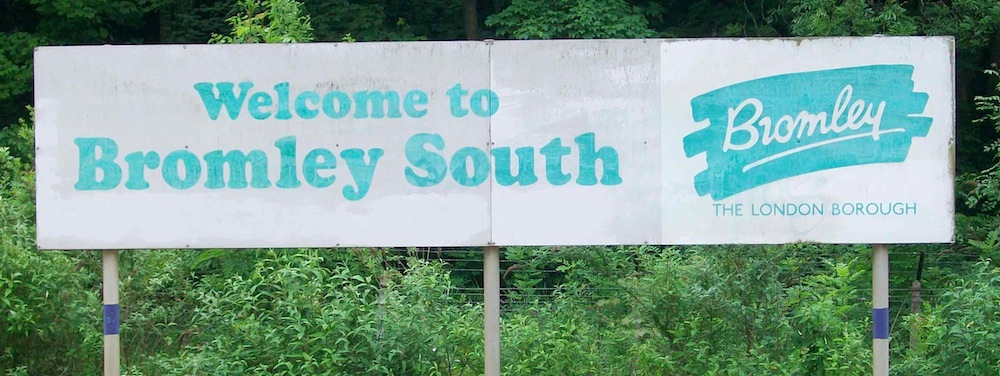 Welcome to
Bromley South
Bromley
THE LONDON BOROUGH